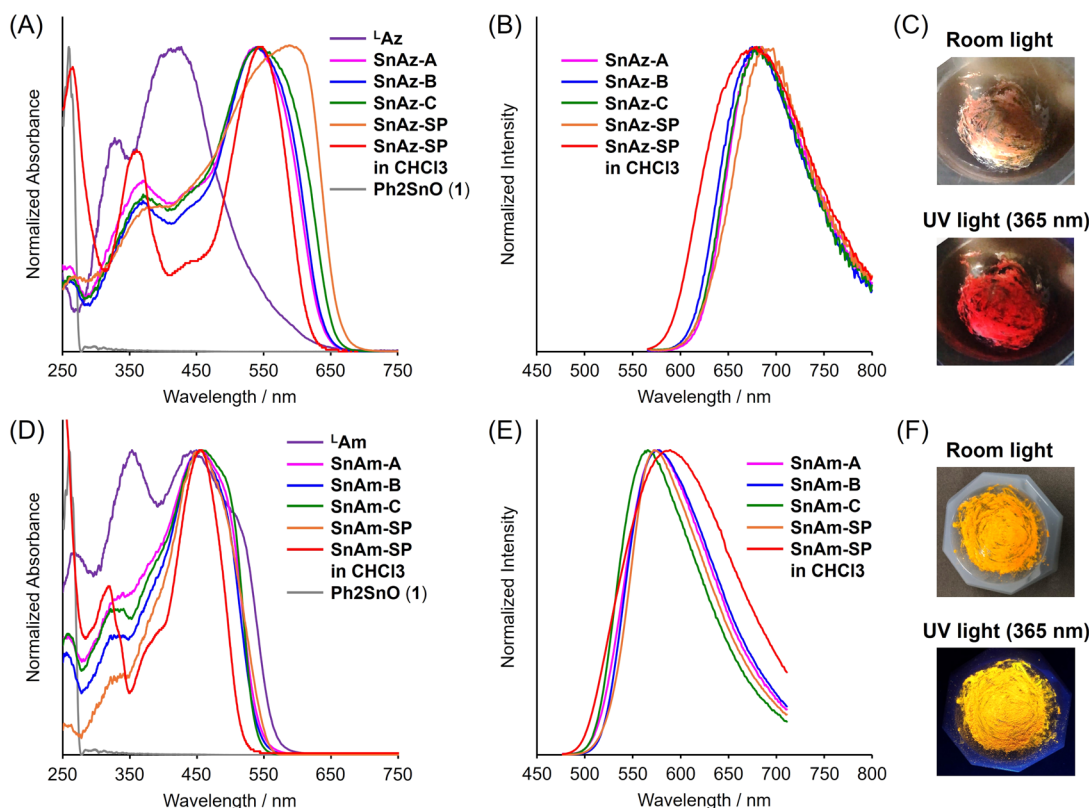 (A)
Normalized Absorbance
ᴸAz
SnAz-A
SnAz-B
SnAz-C
SnAz-SP
SnAz-SP
in CHCl3
Ph2SnO (1)
250 350 450 550 650 750
Wavelength / nm
(B)
Normalized Intensity
SnAz-A
SnAz-B
SnAz-C
SnAz-SP
SnAz-SP
in CHCl3
450 500 550 600 650 700 750 800
Wavelength / nm
(C)
Room light
UV light (365 nm)
(D)
Normalized Absorbance
ᴸAm
SnAm-A
SnAm-B
SnAm-C
SnAm-SP
SnAm-SP
in CHCl3
Ph2SnO (1)
250 350 450 550 650 750
Wavelength / nm
(E)
Normalized Intensity
SnAm-A
SnAm-B
SnAm-C
SnAm-SP
SnAm-SP
in CHCl3
450 500 550 600 650 700 750 800
Wavelength / nm
(F)
Room light
UV light (365 nm)